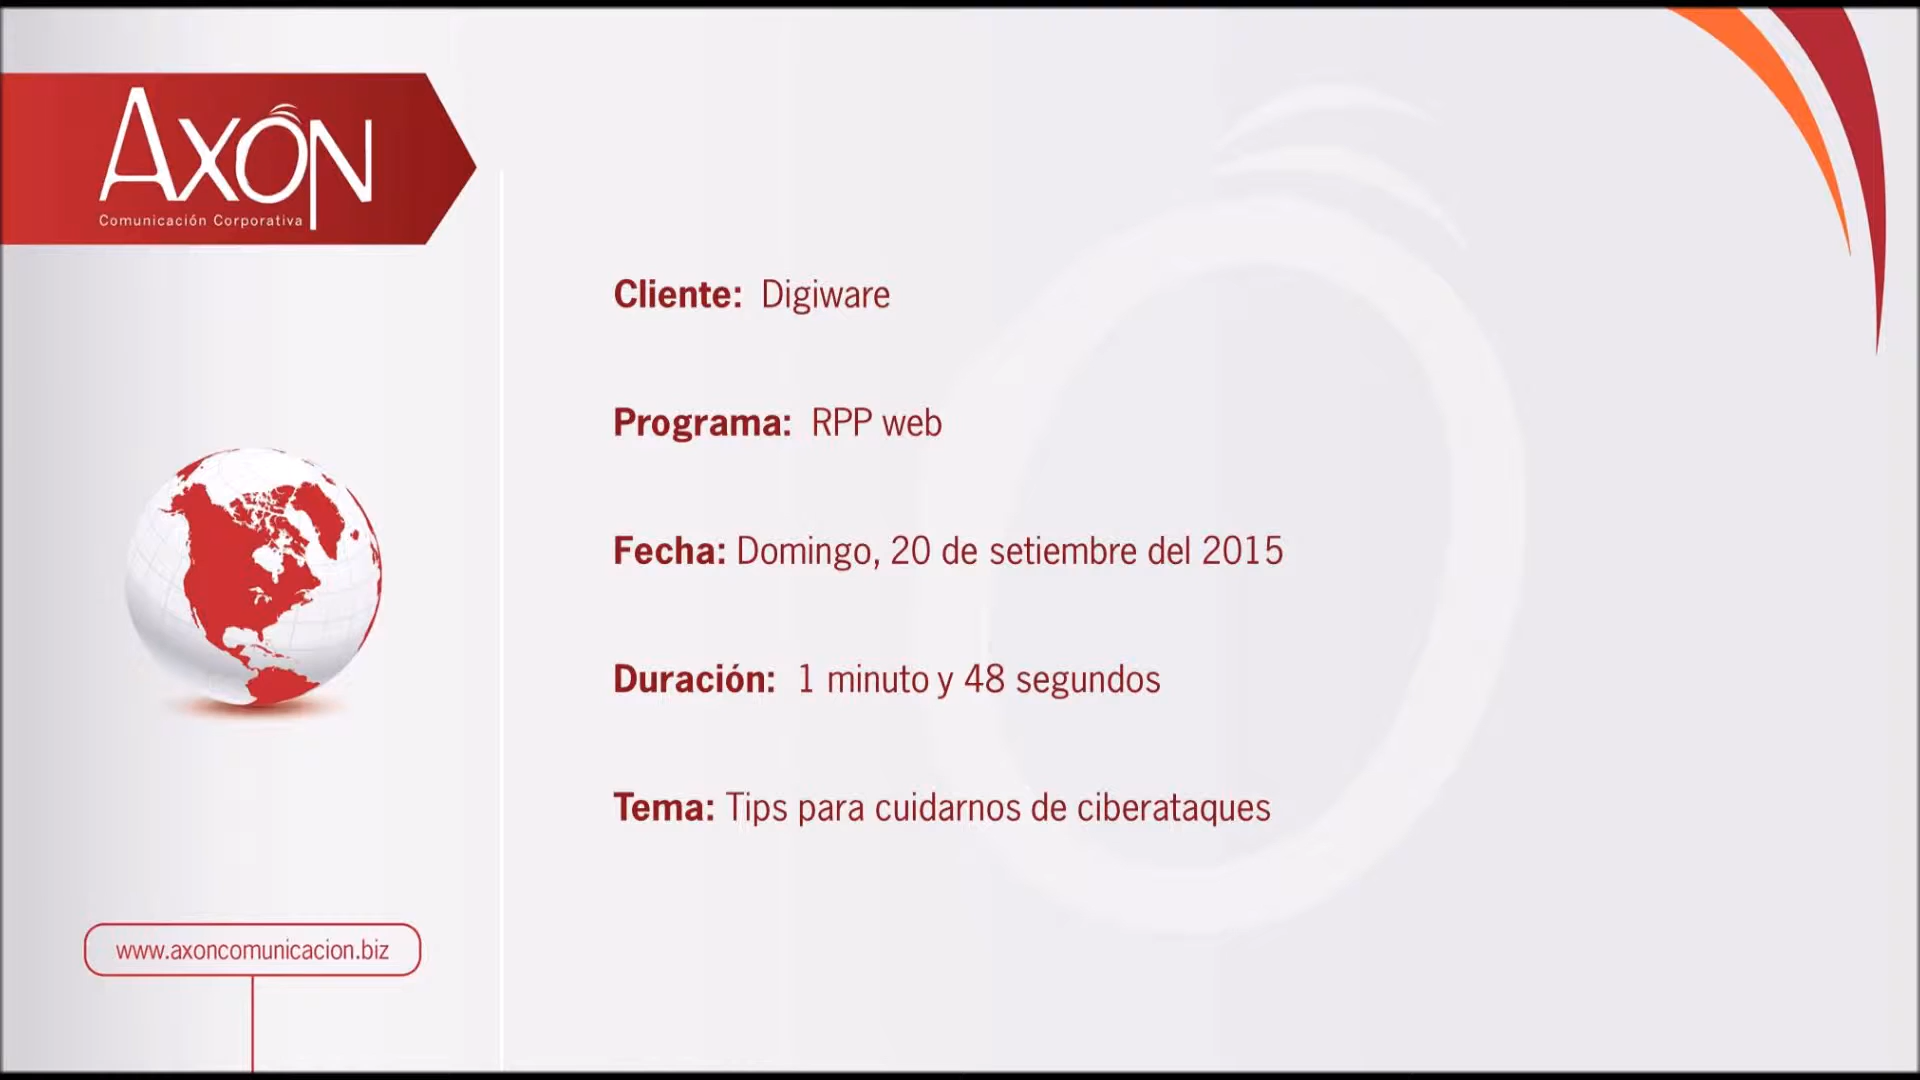 AXÓN
Comunicación Corporativa
Cliente: Digiware
Programa: RPP web
Fecha: Domingo, 20 de setiembre del 2015
Duración: 1 minuto y 48 segundos
Tema: Tips para cuidarnos de ciberataques
www.axoncomunicacion.biz